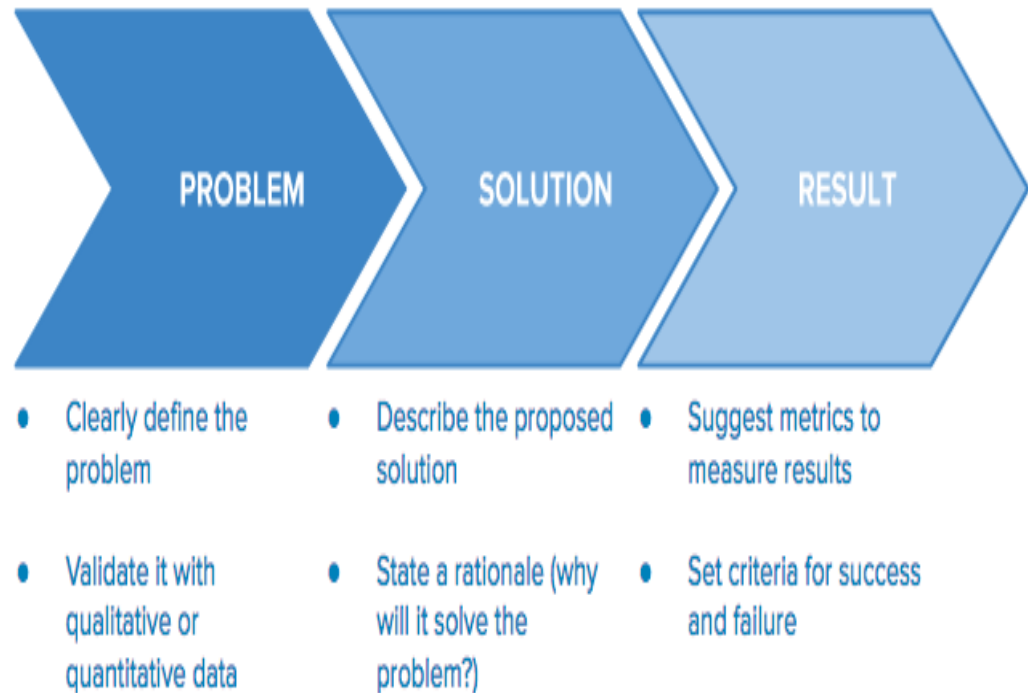 PROBLEM
SOLUTION
RESULT
• Clearly define the
problem
• Validate it with
qualitative or
quantitative data
• Describe the proposed
solution
• State a rationale (why
will it solve the
problem?)
• Suggest metrics to
measure results
• Set criteria for success
and failure